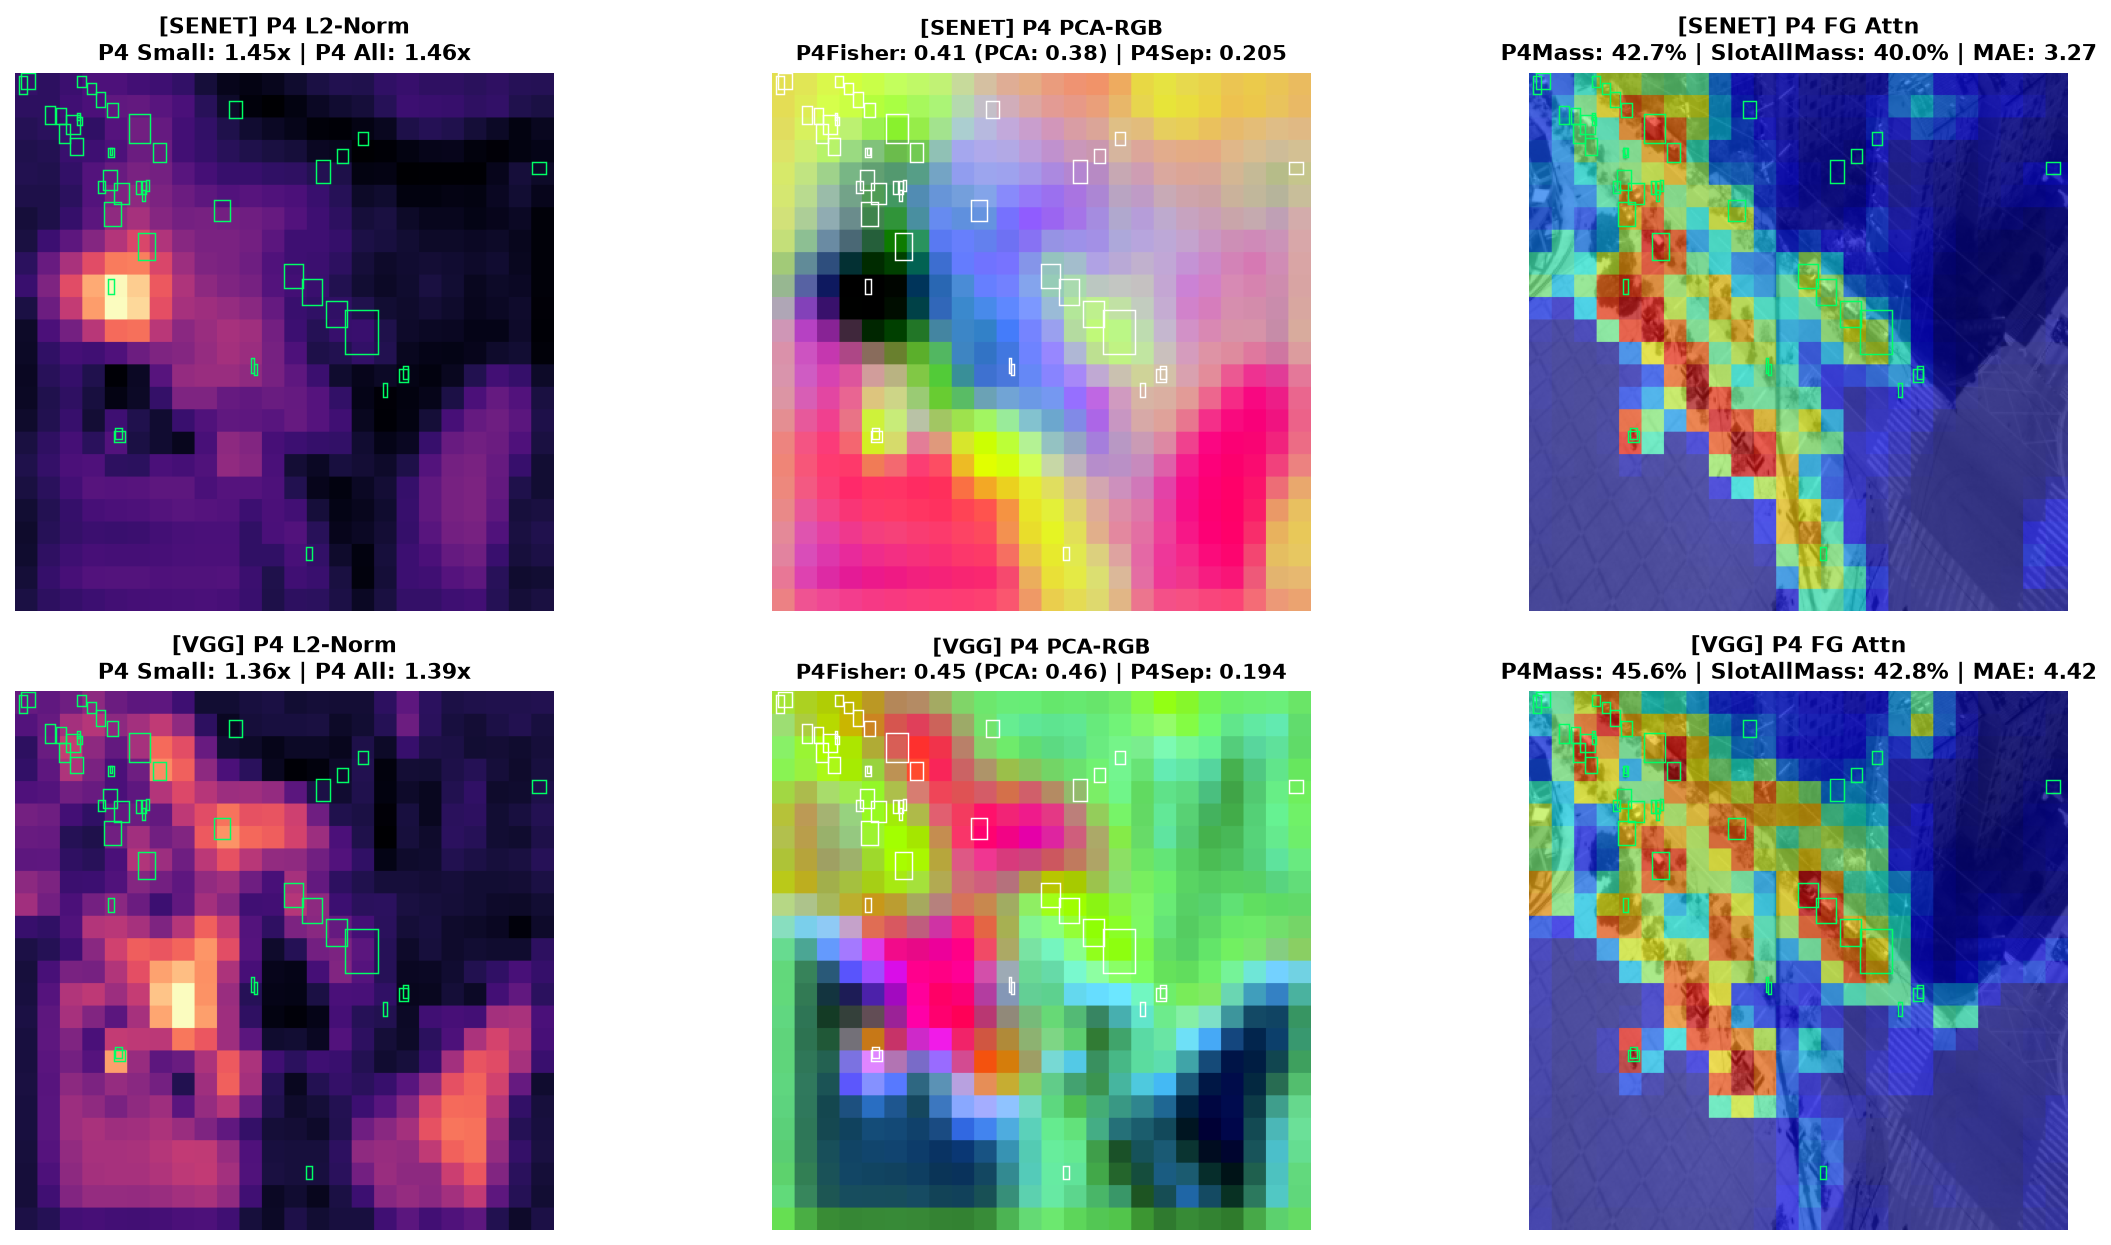 [SENET] P4 L2-Norm
P4 Small: 1.45x | P4 All: 1.46x
[SENET] P4 PCA-RGB
P4Fisher: 0.41 (PCA: 0.38) | P4Sep: 0.205
[SENET] P4 FG Attn
P4Mass: 42.7% | SlotAllMass: 40.0% | MAE: 3.27
[VGG] P4 L2-Norm
P4 Small: 1.36x | P4 All: 1.39x
[VGG] P4 PCA-RGB
P4Fisher: 0.45 (PCA: 0.46) | P4Sep: 0.194
[VGG] P4 FG Attn
P4Mass: 45.6% | SlotAllMass: 42.8% | MAE: 4.42